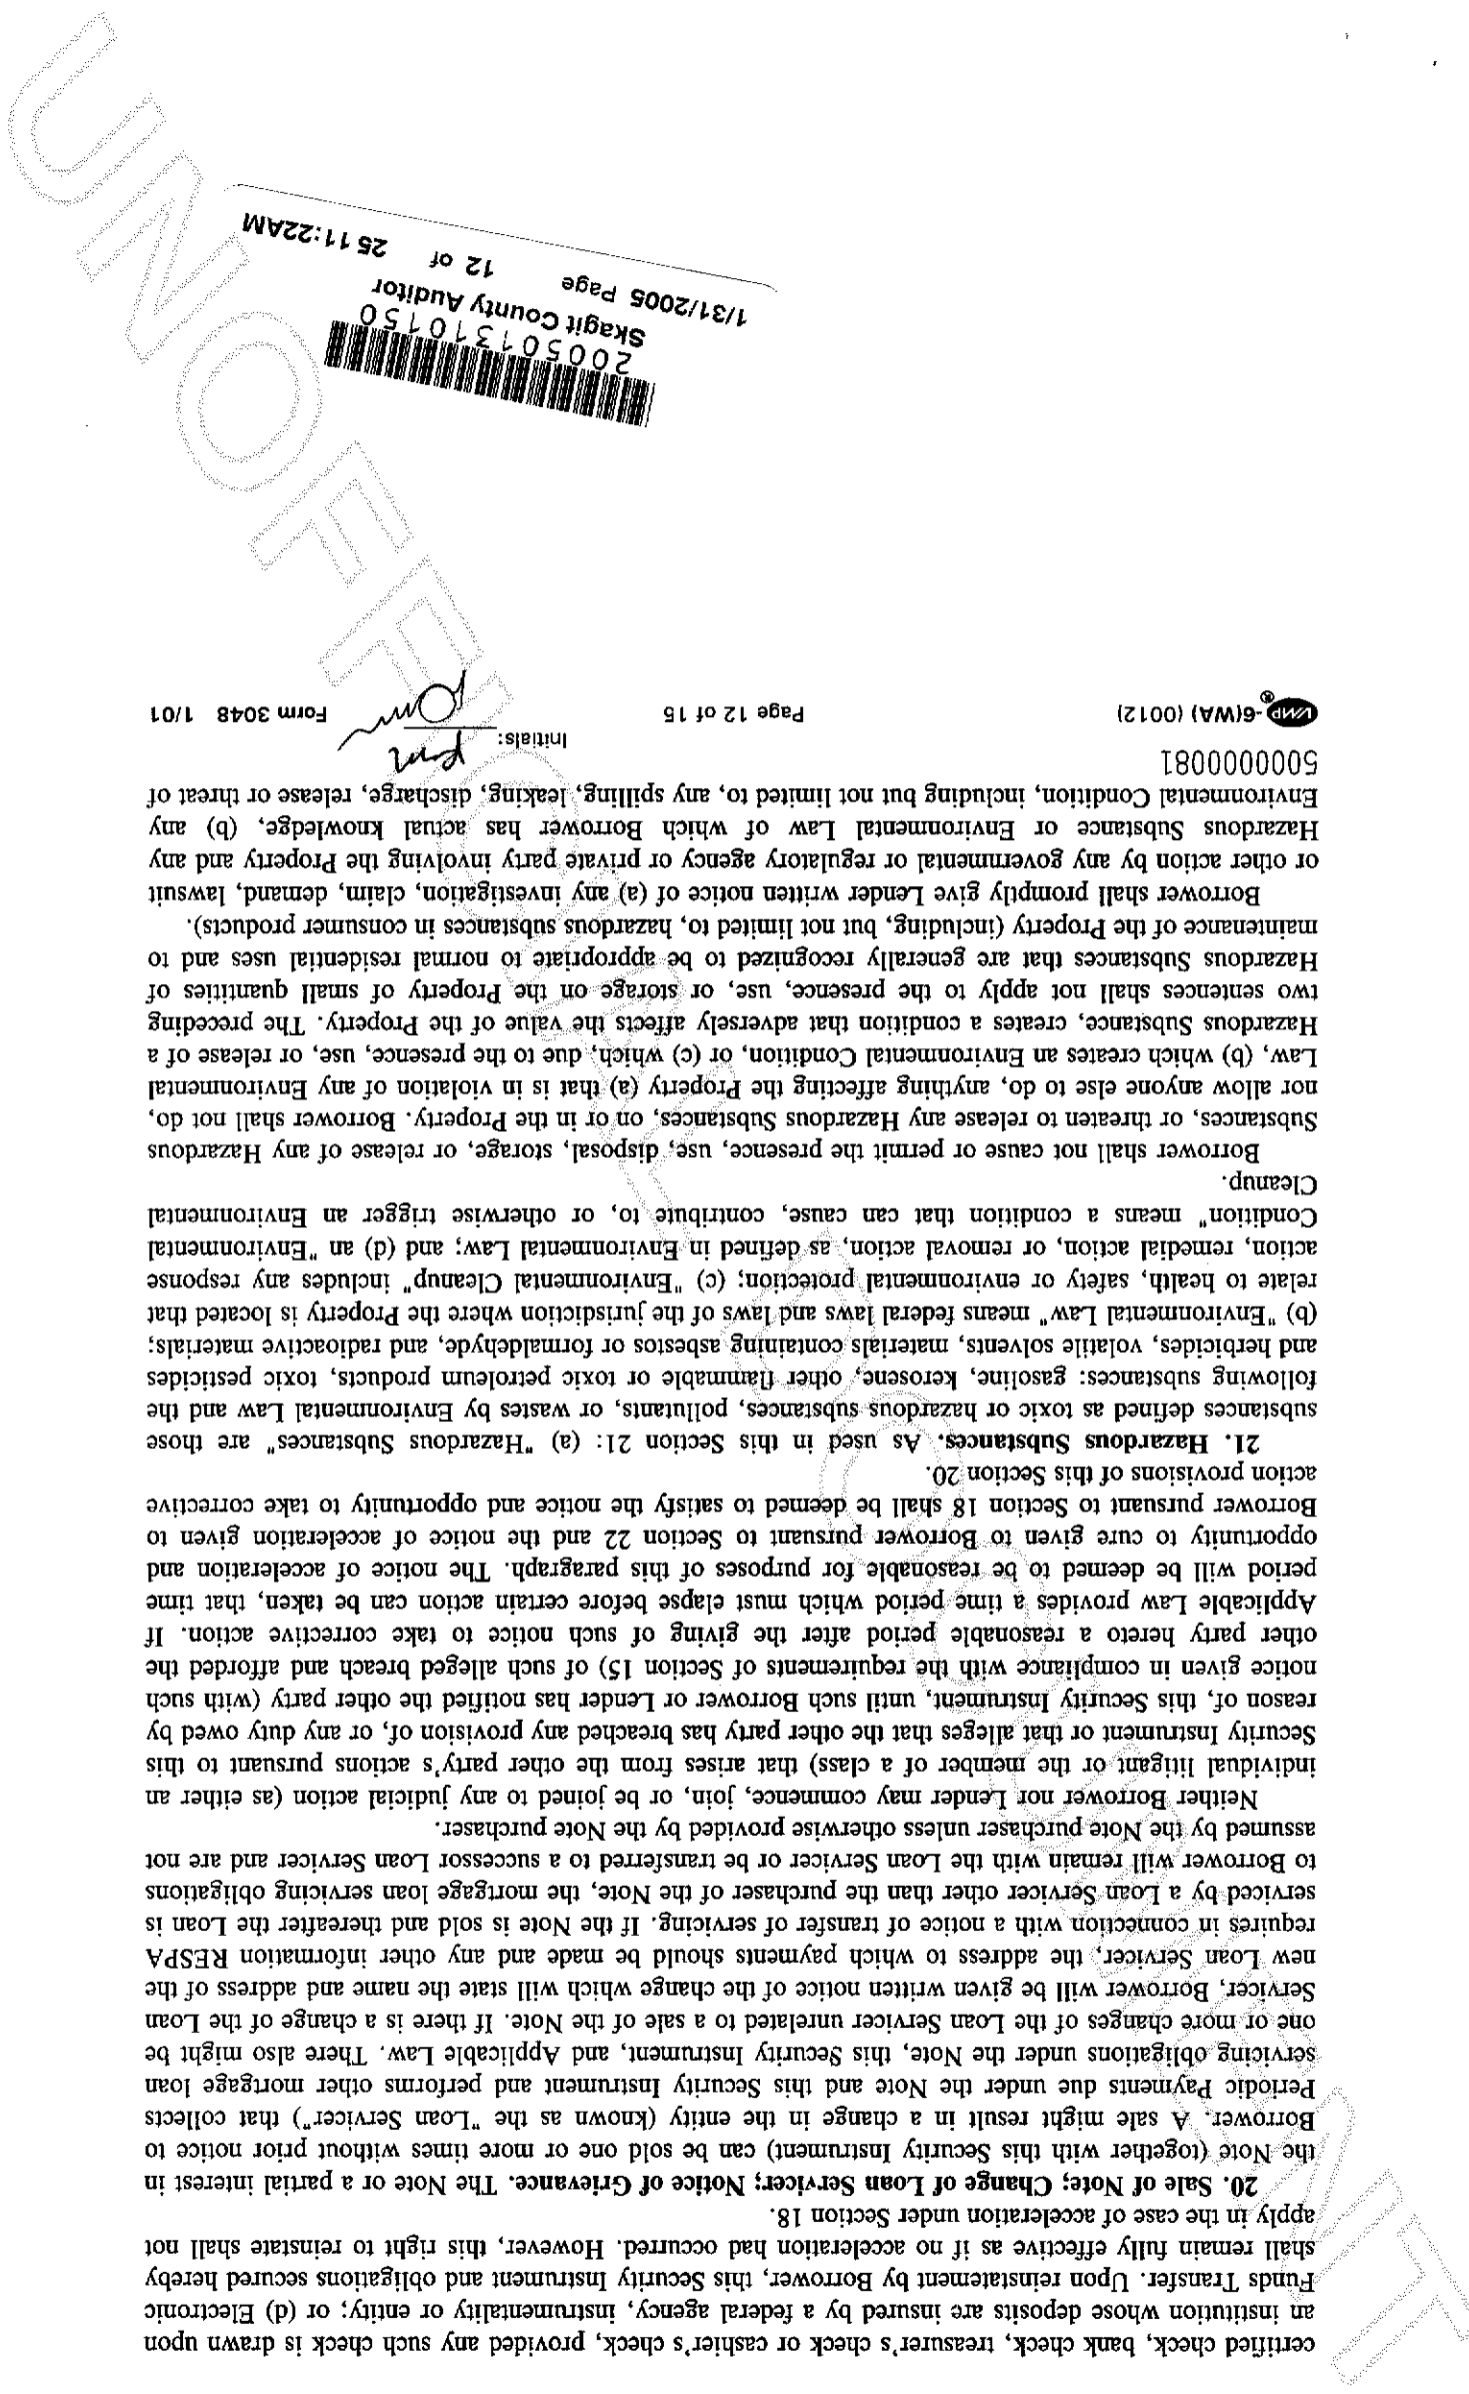 certified check, bank check, treasurer's check or cashier's check, provided any such check is drawn upon
an institution whose deposits are insured by a federal agency, instrumentality or entity; or (d) Electronic
Funds Transfer. Upon reinstatement by Borrower, this Security Instrument and obligations secured hereby
shall remain fully effective as if no acceleration had occurred. However, this right to reinstate shall not
apply in the case of acceleration under Section 18.
20. Sale of Note; Change of Loan Servicer; Notice of Grievance. The Note or a partial interest in
the Note (together with this Security Instrument) can be sold one or more times without prior notice to
Borrower. A sale might result in a change in the entity (known as the "Loan Servicer") that collects
Periodic Payments due under the Note and this Security Instrument and performs other mortgage loan
servicing obligations under the Note, this Security Instrument, and Applicable Law. There also might be
one or more changes of the Loan Servicer unrelated to a sale of the Note. If there is a change of the Loan
Servicer, Borrower will be given written notice of the change which will state the name and address of the
new Loan Servicer, the address to which payments should be made and any other information RESPA
requires in connection with a notice of transfer of servicing. If the Note is sold and thereafter the Loan is
serviced by a Loan Servicer other than the purchaser of the Note, the mortgage loan servicing obligations
to Borrower will remain with the Loan Servicer or be transferred to a successor Loan Servicer and are not
assumed by the Note purchaser unless otherwise provided by the Note purchaser.
Neither Borrower nor Lender may commence, join, or be joined to any judicial action (as either an
individual litigant or the member of a class) that arises from the other party's actions pursuant to this
Security Instrument or that alleges that the other party has breached any provision of, or any duty owed by
reason of, this Security Instrument, until such Borrower or Lender has notified the other party (with such
notice given in compliance with the requirements of Section 15) of such alleged breach and afforded the
other party hereto a reasonable period after the giving of such notice to take corrective action. If
Applicable Law provides a time period which must elapse before certain action can be taken, that time
period will be deemed to be reasonable for purposes of this paragraph. The notice of acceleration and
opportunity to cure given to Borrower pursuant to Section 22 and the notice of acceleration given to
Borrower pursuant to Section 18 shall be deemed to satisfy the notice and opportunity to take corrective
action provisions of this Section 20.
21. Hazardous Substances. As used in this Section 21: (a) "Hazardous Substances" are those
substances defined as toxic or hazardous substances, pollutants, or wastes by Environmental Law and the
following substances: gasoline, kerosene, other flammable or toxic petroleum products, toxic pesticides
and herbicides, volatile solvents, materials containing asbestos or formaldehyde, and radioactive materials;
(b) "Environmental Law" means federal laws and laws of the jurisdiction where the Property is located that
relate to health, safety or environmental protection; (c) "Environmental Cleanup" includes any response
action, remedial action, or removal action, as defined in Environmental Law; and (d) an "Environmental
Condition" means a condition that can cause, contribute to, or otherwise trigger an Environmental
Cleanup.
Borrower shall not cause or permit the presence, use, disposal, storage, or release of any Hazardous
Substances, or threaten to release any Hazardous Substances, on or in the Property. Borrower shall not do,
nor allow anyone else to do, anything affecting the Property (a) that is in violation of any Environmental
Law, (b) which creates an Environmental Condition, or (c) which, due to the presence, use, or release of a
Hazardous Substance, creates a condition that adversely affects the value of the Property. The preceding
two sentences shall not apply to the presence, use, or storage on the Property of small quantities of
Hazardous Substances that are generally recognized to be appropriate to normal residential uses and to
maintenance of the Property (including, but not limited to, hazardous substances in consumer products).
Borrower shall promptly give Lender written notice of (a) any investigation, claim, demand, lawsuit
or other action by any governmental or regulatory agency or private party involving the Property and any
Hazardous Substance or Environmental Law of which Borrower has actual knowledge, (b) any
Environmental Condition, including but not limited to, any spilling, leaking, discharge, release or threat of
5000000081
Initials:
VMP®-6(WA) (0012) Page 12 of 15 Form 3048 1/01
200501310150
Skagit County Auditor
1/31/2005 Page 12 of 25 11:22AM
UNOFFICIAL DOCUMENT